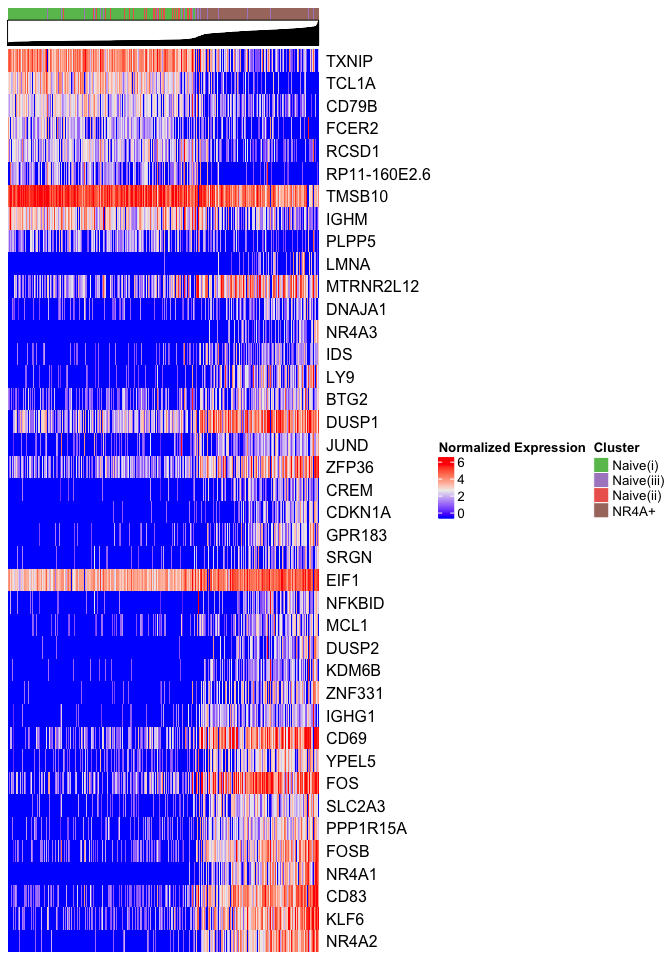 TXNIP
TCL1A
CD79B
FCER2
RCSD1
RP11-160E2.6
TMSB10
IGHM
PLPP5
LMNA
MTRNR2L12
DNAJA1
NR4A3
IDS
LY9
BTG2
DUSP1
JUND
ZFP36
CREM
CDKN1A
GPR183
SRGN
EIF1
NFKBID
MCL1
DUSP2
KDM6B
ZNF331
IGHG1
CD69
YPEL5
FOS
SLC2A3
PPP1R15A
FOSB
NR4A1
CD83
KLF6
NR4A2
Normalized Expression
6
4
2
0
Cluster
Naive(i)
Naive(iii)
Naive(ii)
NR4A+